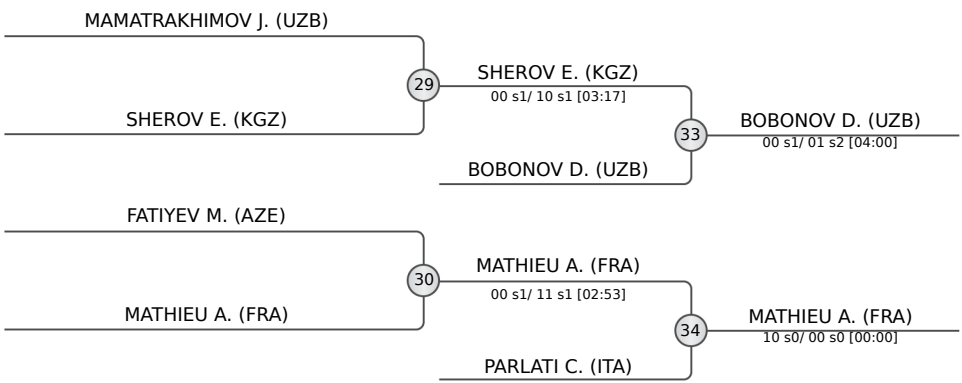 MAMATRAKHIMOV J. (UZB)
29
SHEROV E. (KGZ)
00 s1/ 10 s1 [03:17]
SHEROV E. (KGZ)
33
BOBONOV D. (UZB)
00 s1/ 01 s2 [04:00]
BOBONOV D. (UZB)
FATIYEV M. (AZE)
30
MATHIEU A. (FRA)
00 s1/ 11 s1 [02:53]
MATHIEU A. (FRA)
34
MATHIEU A. (FRA)
10 s0/ 00 s0 [00:00]
PARLATI C. (ITA)